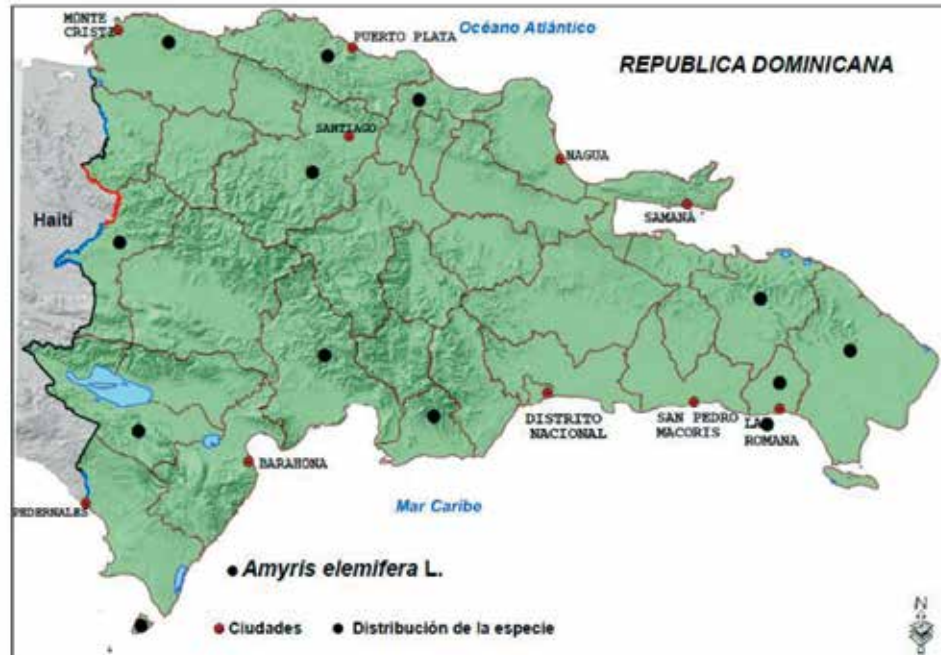 MONTE
CRISTI
PUERTO PLATA
Océano Atlántico
REPUBLICA DOMINICANA
SANTIAGO
NAGUA
Haití
SAMANA
DISTRITO
NACIONAL
SAN PEDRO
MACORIS
LA
ROMANA
BARAHONA
PEDERNALES
Mar Caribe
Amyris elemifera L.
Ciudades
Distribución de la especie
N